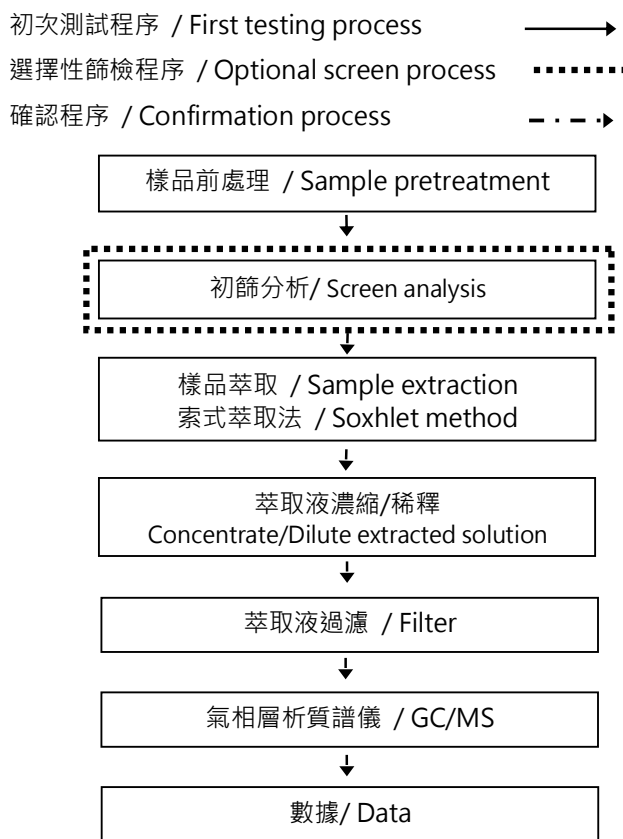 初次測試程序 / First testing process
選擇性篩檢程序 / Optional screen process
確認程序 / Confirmation process
樣品前處理 / Sample pretreatment
初篩分析/ Screen analysis
樣品萃取 / Sample extraction
索式萃取法 / Soxhlet method
萃取液濃縮/稀釋
Concentrate/Dilute extracted solution
萃取液過濾 / Filter
氣相層析質譜儀 / GC/MS
數據/ Data